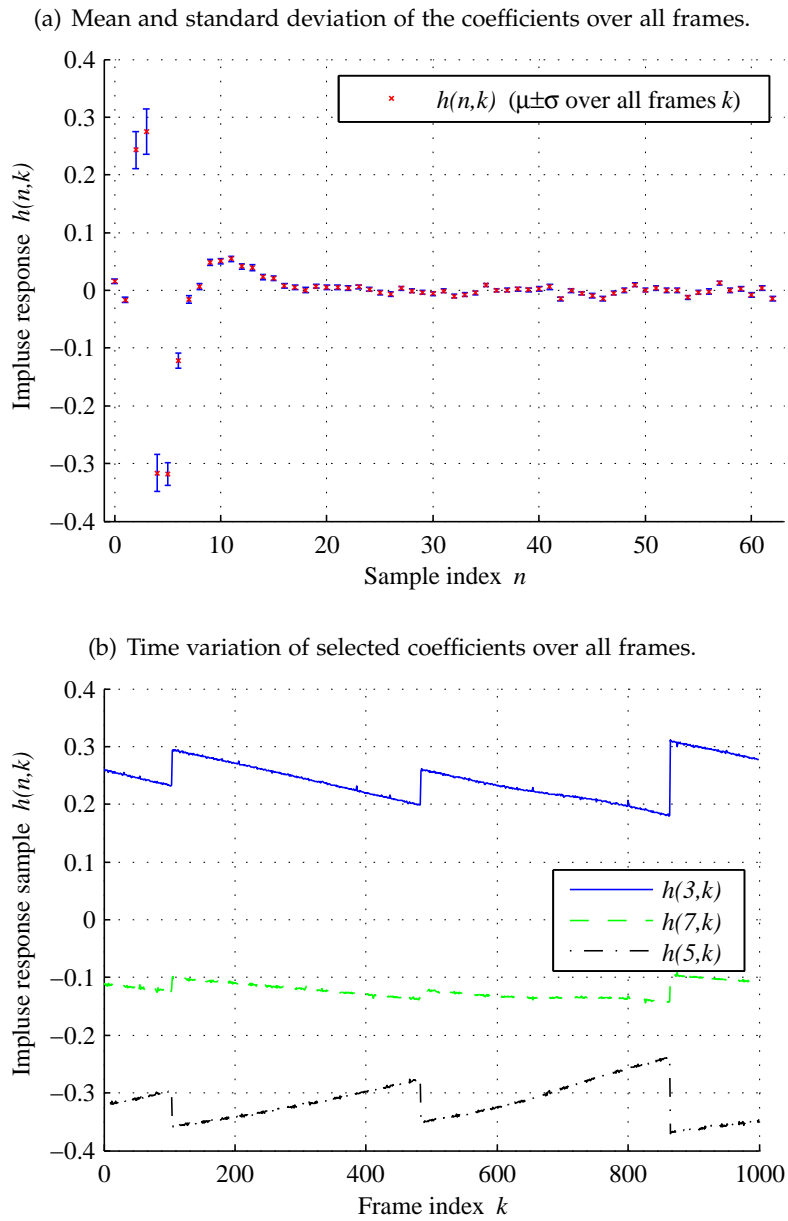 (a) Mean and standard deviation of the coefficients over all frames.
0.4
0.3
0.2
0.1
0
−0.1
−0.2
−0.3
−0.4
Impluse response h(n,k)
h(n,k) (μ±σ over all frames k)
0 10 20 30 40 50 60
Sample index n
(b) Time variation of selected coefficients over all frames.
0.4
0.3
0.2
0.1
0
−0.1
−0.2
−0.3
−0.4
Impluse response sample h(n,k)
h(3,k)
h(7,k)
h(5,k)
0 200 400 600 800 1000
Frame index k